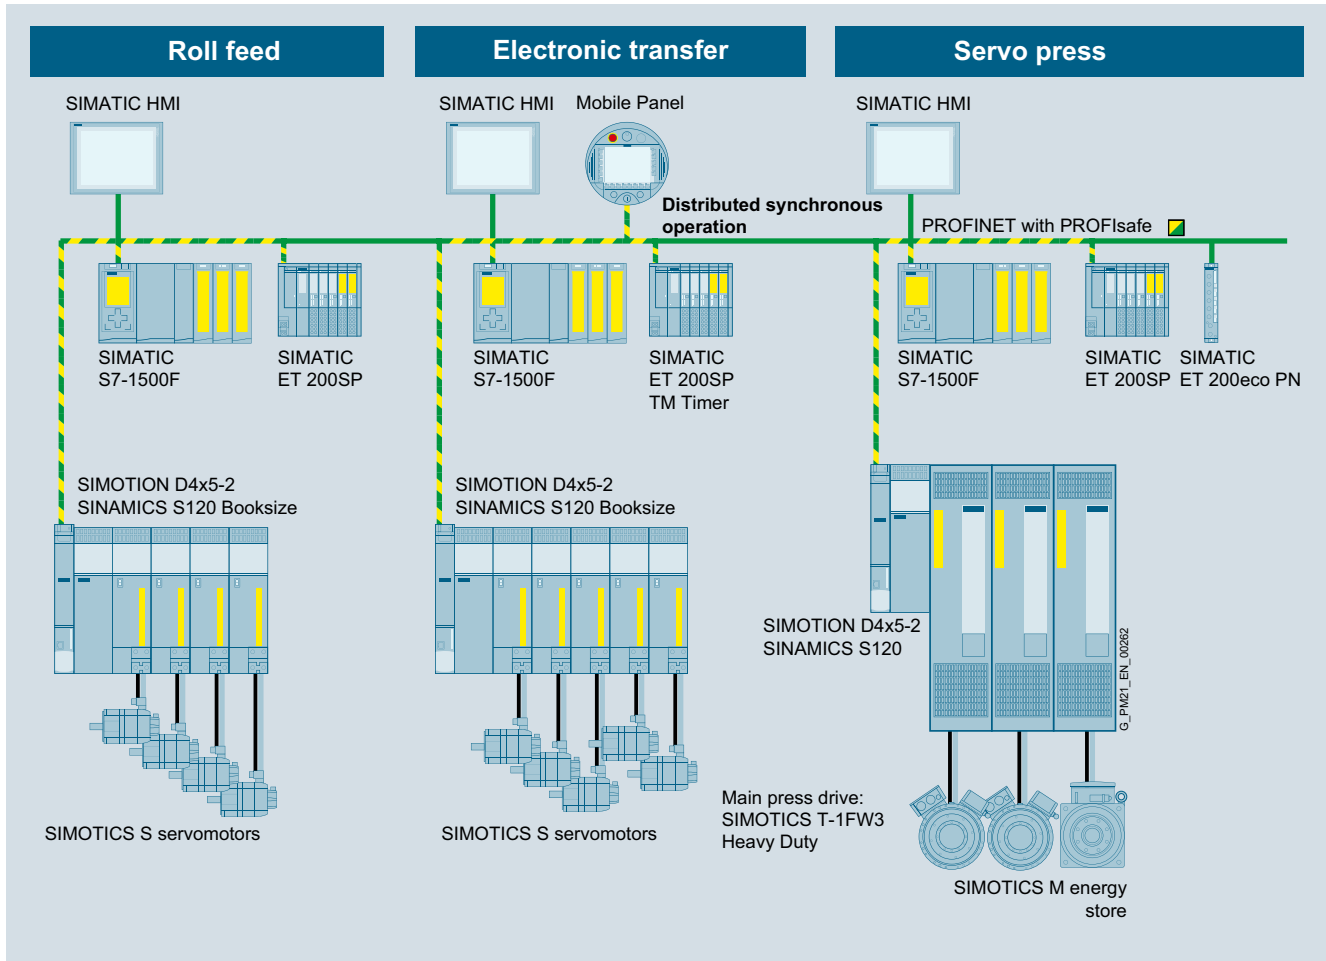 Roll feed
Electronic transfer
Servo press
SIMATIC HMI
SIMATIC HMI
Mobile Panel
SIMATIC HMI
Distributed synchronous
operation
PROFINET with PROFIsafe
SIMATIC
S7-1500F
SIMATIC
ET 200SP
SIMATIC
S7-1500F
SIMATIC
ET 200SP
TM Timer
SIMATIC
S7-1500F
SIMATIC
ET 200SP
SIMATIC
ET 200eco PN
SIMOTION D4x5-2
SINAMICS S120 Booksize
SIMOTION D4x5-2
SINAMICS S120 Booksize
SIMOTION D4x5-2
SINAMICS S120
G_PM21_EN_00262
SIMOTICS S servomotors
SIMOTICS S servomotors
Main press drive:
SIMOTICS T-1FW3
Heavy Duty
SIMOTICS M energy
store